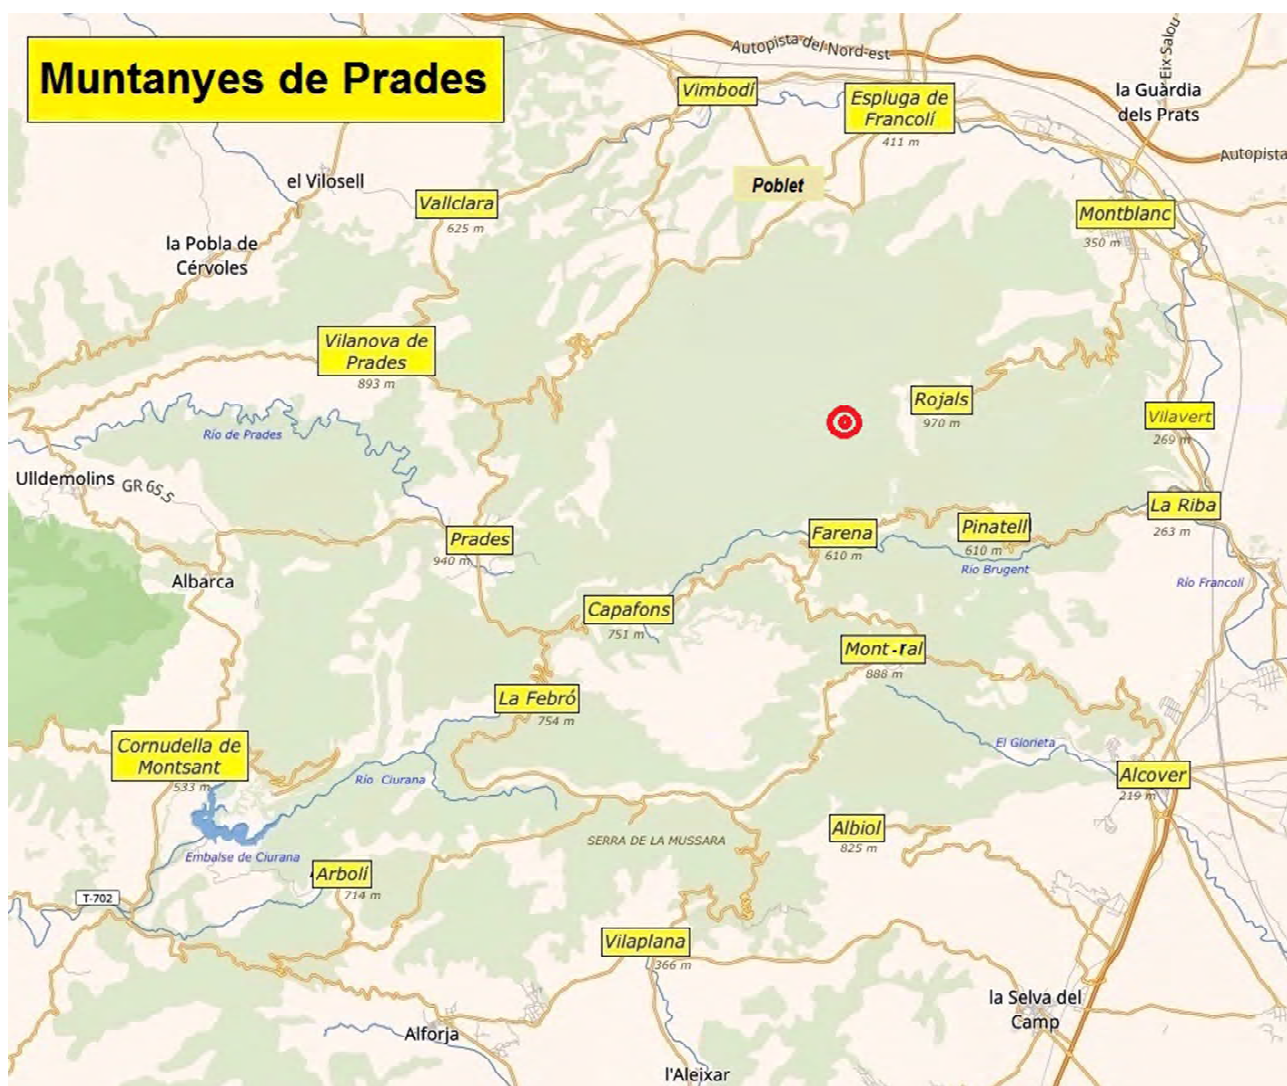 Muntanyes de Prades
Autopista del Nord-est
Eix-Salou
Vimbodí
Espluga de
Francolí
411 m
la Guàrdia
dels Prats
Autopista
Poblet
el Vilosell
Vallclara
625 m
Montblanc
350 m
la Pobla de
Cérvoles
Vilanova de
Prades
893 m
Rojals
970 m
Vilavert
269 m
Río de Prades
Ulldemolins
GR 65.5
La Riba
263 m
Prades
940 m
Farena
610 m
Pinatell
610 m
Rio Brugent
Río Francolí
Albarca
Capafons
751 m
Mont-ral
888 m
La Febró
754 m
Cornudella de
Montsant
533 m
El Glorieta
Río Ciurana
Alcover
219 m
Albiol
825 m
SERRA DE LA MUSSARA
Embalse de Ciurana
Arbolí
714 m
T-702
Vilaplana
366 m
la Selva del
Camp
Alforja
l'Aleixar